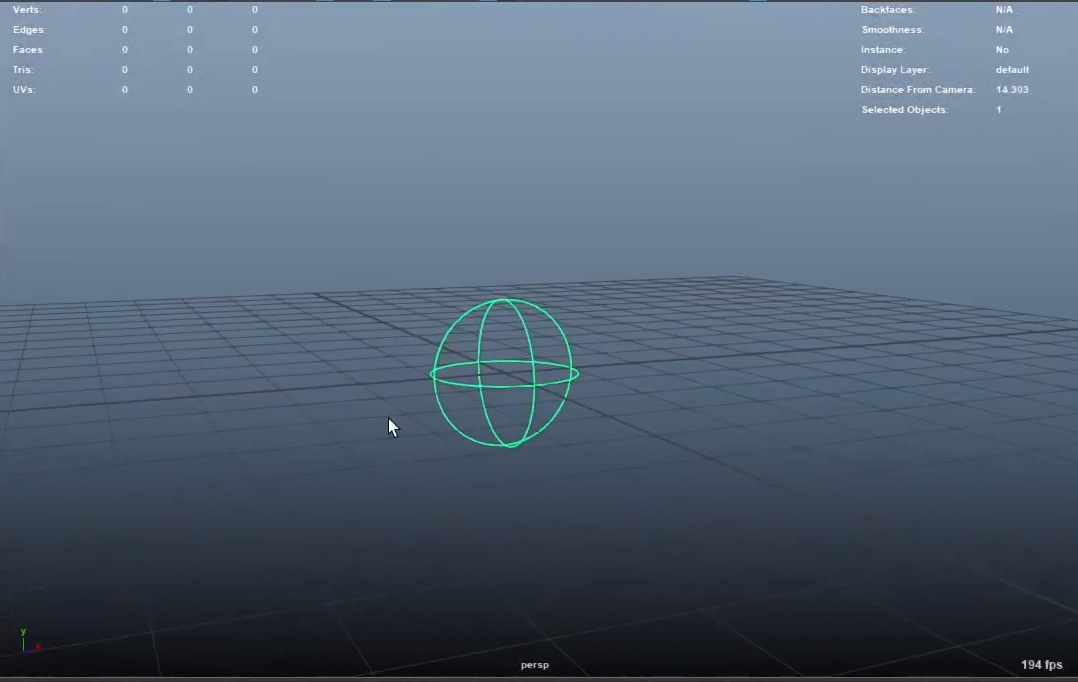 Verts: 0 0 0
Edges: 0 0 0
Faces: 0 0 0
Tris: 0 0 0
UVs: 0 0 0
Backfaces: N/A
Smoothness: N/A
Instance: No
Display Layer: default
Distance From Camera: 14.303
Selected Objects: 1
y
x
persp
194 fps